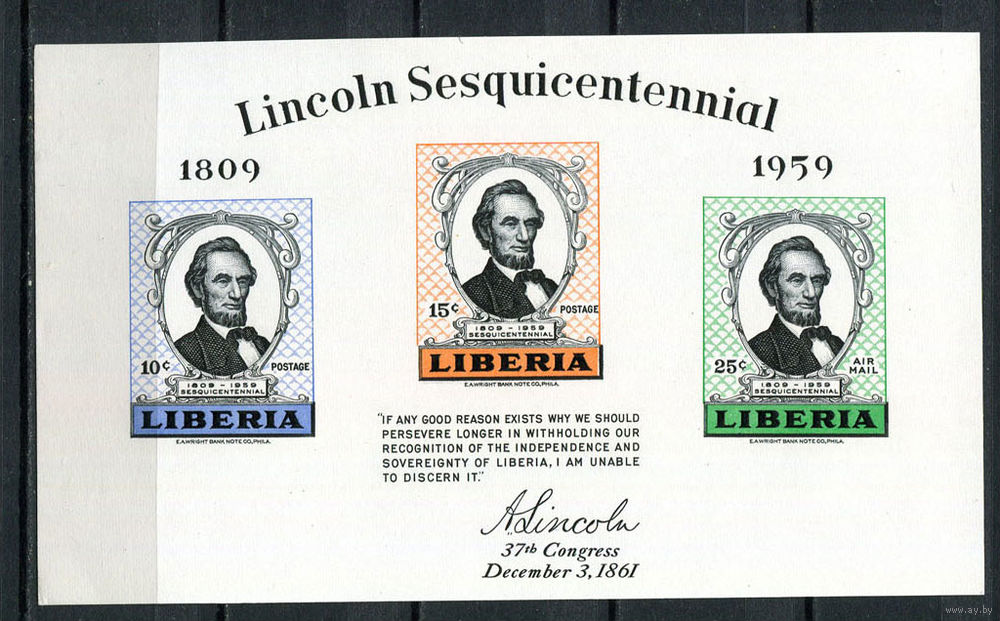 Lincoln Sesquicentennial
1809
1959
10¢
POSTAGE
1809 - 1959
SESQUICENTENNIAL
LIBERIA
E.A.WRIGHT BANK NOTE CO., PHILA.
15¢
POSTAGE
1809 - 1959
SESQUICENTENNIAL
LIBERIA
E.A.WRIGHT BANK NOTE CO., PHILA.
25¢
AIR
MAIL
1809 - 1959
SESQUICENTENNIAL
LIBERIA
E.A.WRIGHT BANK NOTE CO., PHILA.
"IF ANY GOOD REASON EXISTS WHY WE SHOULD
PERSEVERE LONGER IN WITHHOLDING OUR
RECOGNITION OF THE INDEPENDENCE AND
SOVEREIGNTY OF LIBERIA, I AM UNABLE
TO DISCERN IT."
A Lincoln
37th Congress
December 3, 1861
www.ay.by